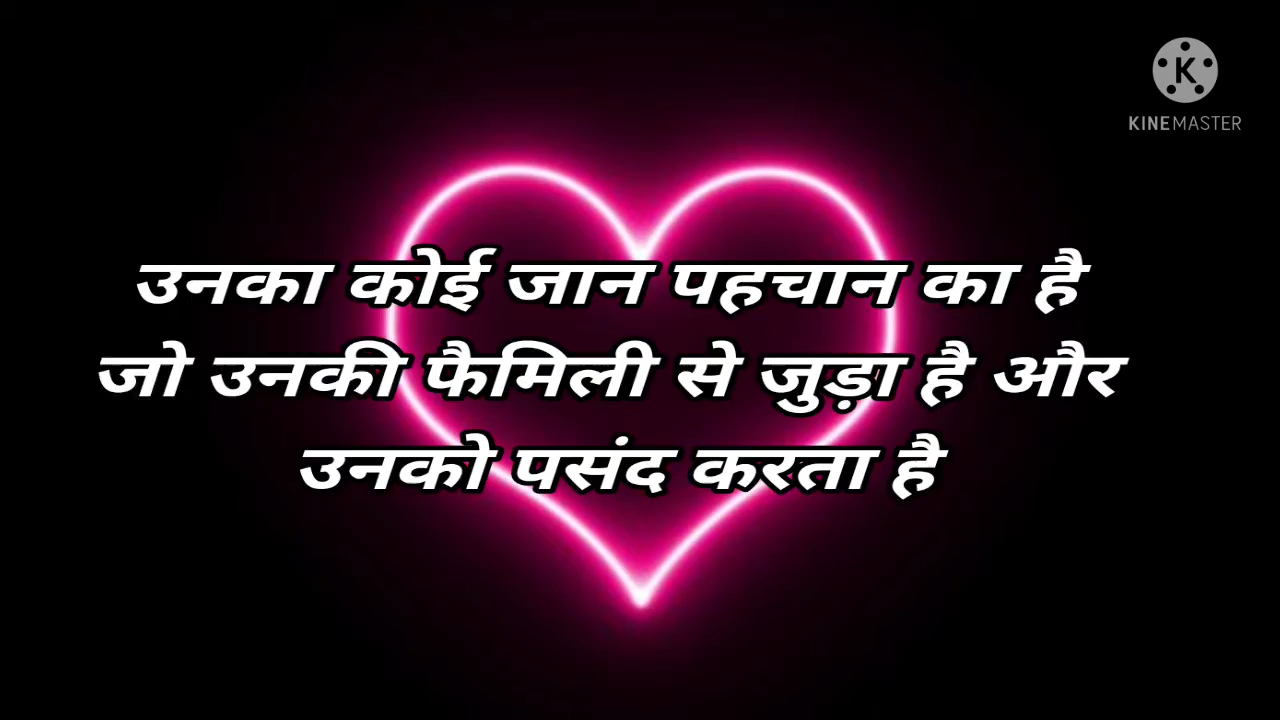 K
KINEMASTER
उनका कोई जान पहचान का है
जो उनकी फैमिली से जुड़ा है और
उनको पसंद करता है